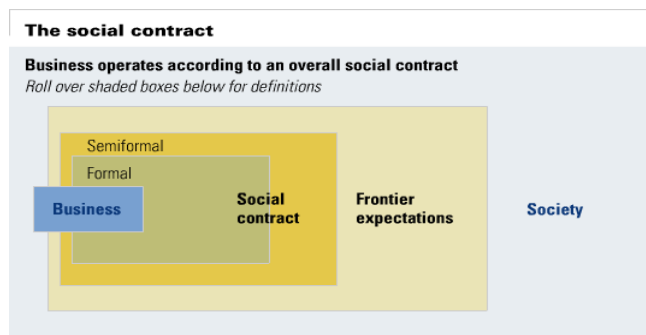 The social contract
Business operates according to an overall social contract
Roll over shaded boxes below for definitions
Semiformal
Formal
Business
Social
contract
Frontier
expectations
Society